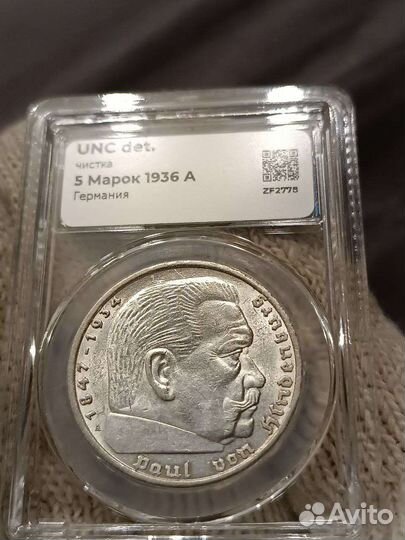 UNC det.
чистка
5 Марок 1936 А
Германия
ZF2778
1847-1934
A
Paul von Hindenburg
Avito